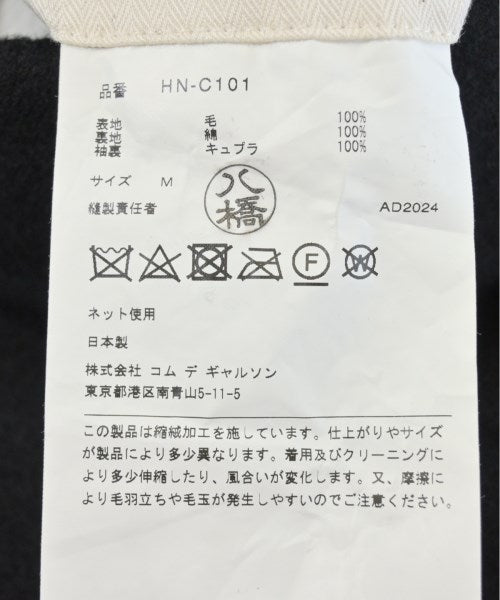 品番 HN-C101
表地 毛 100%
裏地 綿 100%
袖裏 キュプラ 100%
サイズ M
八橋
縫製責任者 AD2024
F W
ネット使用
日本製
株式会社 コム デ ギャルソン
東京都港区南青山5-11-5
この製品は縮絨加工を施しています。仕上がりやサイズ
が製品により多少異なります。着用及びクリーニングに
より多少伸縮したり、風合いが変化します。又、摩擦に
より毛羽立ちや毛玉が発生しやすいのでご注意ください。